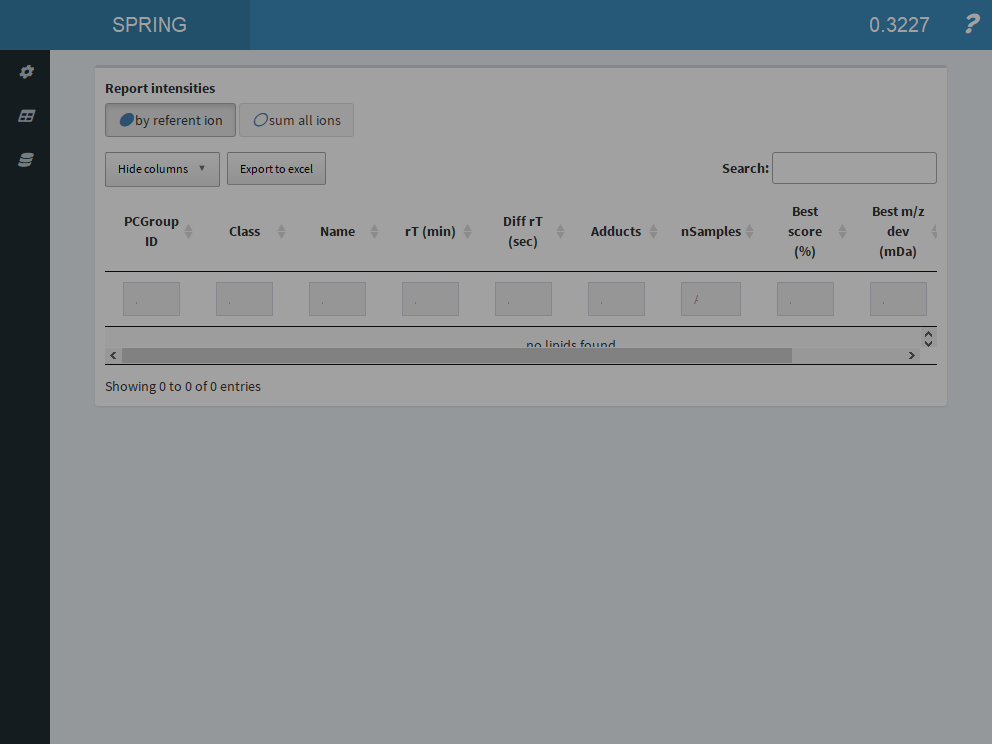 SPRING 0.3227 ?
Report intensities
by referent ion sum all ions
Hide columns Export to excel Search:
PCGroup ID Class Name rT (min) Diff rT (sec) Adducts nSamples Best score (%) Best m/z dev (mDa)
no lipids found
Showing 0 to 0 of 0 entries